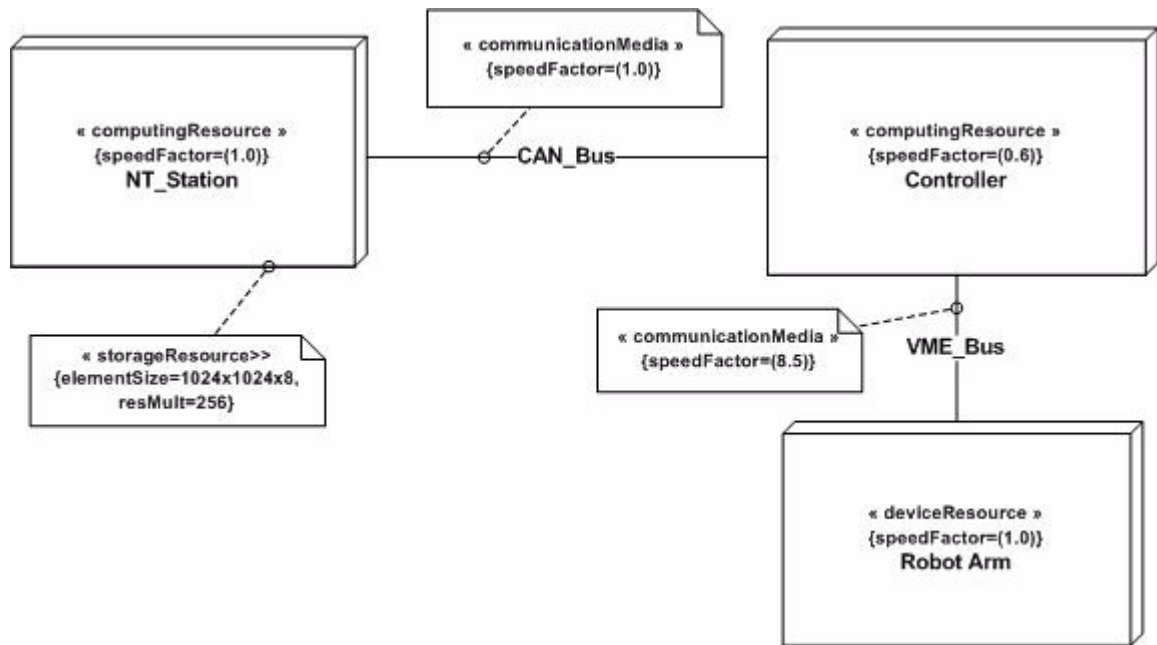 « communicationMedia »
{speedFactor=(1.0)}
« computingResource »
{speedFactor=(1.0)}
NT_Station
CAN_Bus
« computingResource »
{speedFactor=(0.6)}
Controller
« storageResource>>
{elementSize=1024x1024x8,
resMult=256}
« communicationMedia »
{speedFactor=(8.5)}
VME_Bus
« deviceResource »
{speedFactor=(1.0)}
Robot Arm